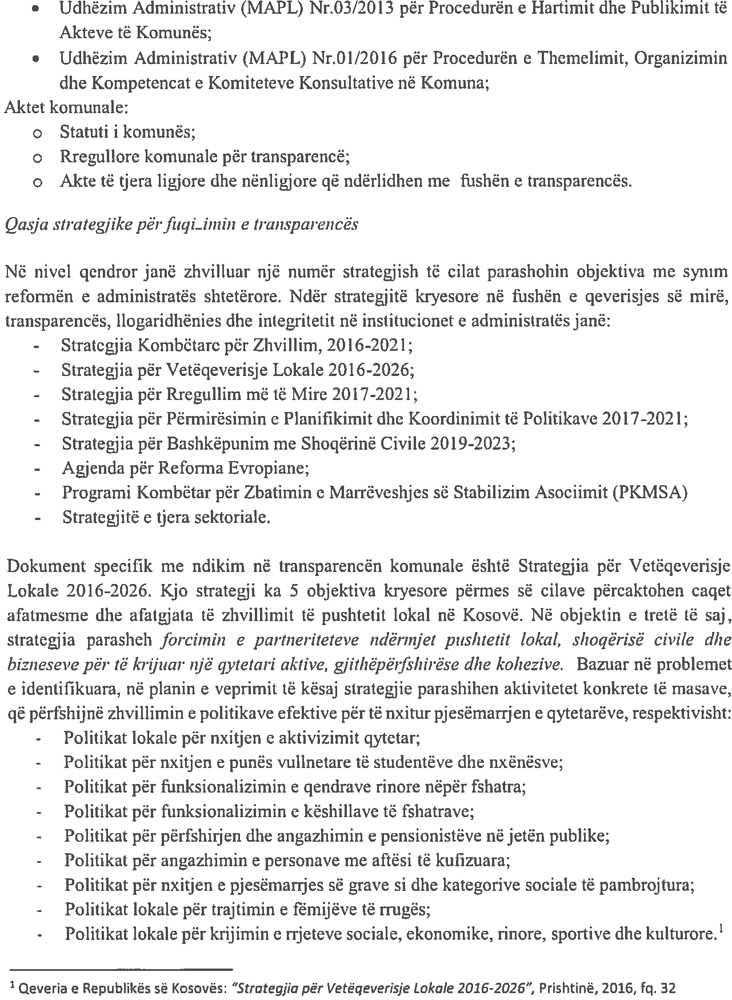 • Udhëzim Administrativ (MAPL) Nr.03/2013 për Procedurën e Hartimit dhe Publikimit të
Akteve të Komunës;
• Udhëzim Administrativ (MAPL) Nr.01/2016 për Procedurën e Themelimit, Organizimin
dhe Kompetencat e Komiteteve Konsultative në Komuna;
Aktet komunale:
o Statuti i komunës;
o Rregullore komunale për transparencë;
o Akte të tjera ligjore dhe nënligjore që ndërlidhen me fushën e transparencës.
Qasja strategjike për fuqizimin e transparencës
Në nivel qendror janë zhvilluar një numër strategjish të cilat parashohin objektiva me synim
reformën e administratës shtetërore. Ndër strategjitë kryesore në fushën e qeverisjes së mirë,
transparencës, llogaridhënies dhe integritetit në institucionet e administratës janë:
- Strategjia Kombëtare për Zhvillim, 2016-2021;
- Strategjia për Vetëqeverisje Lokale 2016-2026;
- Strategjia për Rregullim më të Mire 2017-2021;
- Strategjia për Përmirësimin e Planifikimit dhe Koordinimit të Politikave 2017-2021;
- Strategjia për Bashkëpunim me Shoqërinë Civile 2019-2023;
- Agjenda për Reforma Evropiane;
- Programi Kombëtar për Zbatimin e Marrëveshjes së Stabilizim Asociimit (PKMSA)
- Strategjitë e tjera sektoriale.
Dokument specifik me ndikim në transparencën komunale është Strategjia për Vetëqeverisje
Lokale 2016-2026. Kjo strategji ka 5 objektiva kryesore përmes së cilave përcaktohen caqet
afatmesme dhe afatgjata të zhvillimit të pushtetit lokal në Kosovë. Në objektin e tretë të saj,
strategjia parasheh forcimin e partneriteteve ndërmjet pushtetit lokal, shoqërisë civile dhe
bizneseve për të krijuar një qytetari aktive, gjithëpërfshirëse dhe kohezive. Bazuar në problemet
e identifikuara, në planin e veprimit të kësaj strategjie parashihen aktivitetet konkrete të masave,
që përfshijnë zhvillimin e politikave efektive për të nxitur pjesëmarrjen e qytetarëve, respektivisht:
- Politikat lokale për nxitjen e aktivizimit qytetar;
- Politikat për nxitjen e punës vullnetare të studentëve dhe nxënësve;
- Politikat për funksionalizimin e qendrave rinore nëpër fshatra;
- Politikat për funksionalizimin e këshillave të fshatrave;
- Politikat për përfshirjen dhe angazhimin e pensionistëve në jetën publike;
- Politikat për angazhimin e personave me aftësi të kufizuara;
- Politikat për nxitjen e pjesëmarrjes së grave si dhe kategorive sociale të pambrojtura;
- Politikat lokale për trajtimin e fëmijëve të rrugës;
- Politikat lokale për krijimin e rrjeteve sociale, ekonomike, rinore, sportive dhe kulturore.¹
¹ Qeveria e Republikës së Kosovës: "Strategjia për Vetëqeverisje Lokale 2016-2026", Prishtinë, 2016, fq. 32